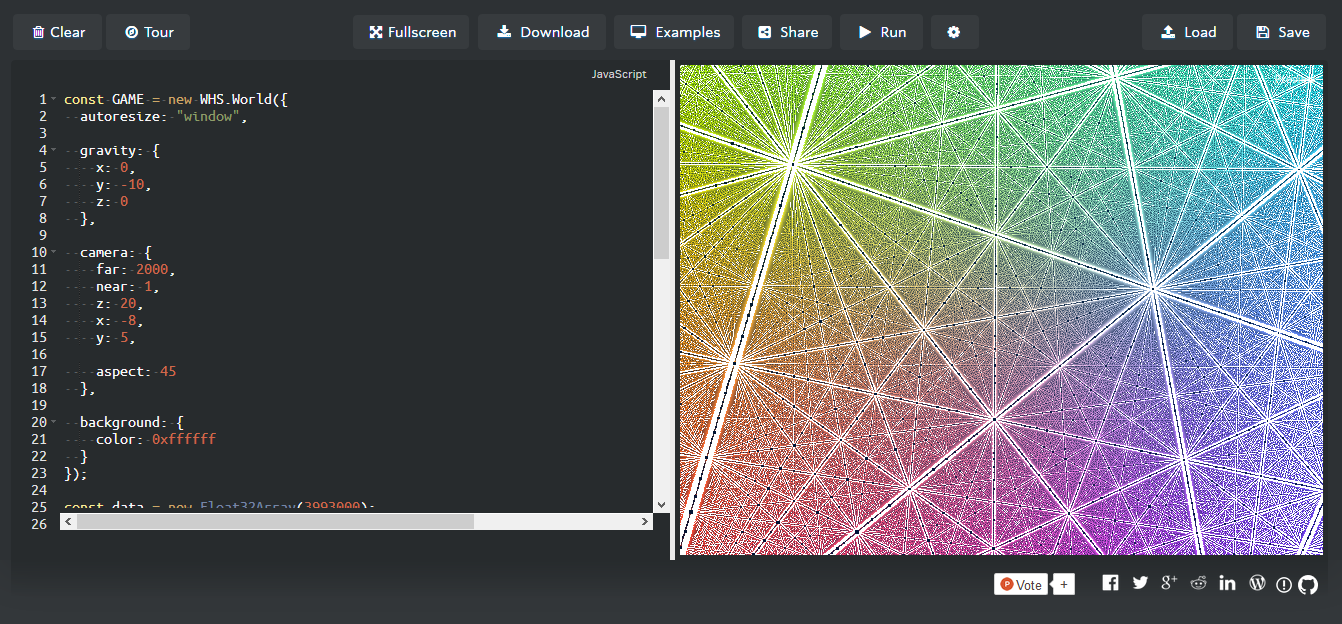 Clear Tour Fullscreen Download Examples Share Run Load Save
JavaScript
1 const GAME = new WHS.World({
2 autoresize: "window",
3
4 gravity: {
5 x: 0,
6 y: -10,
7 z: 0
8 },
9
10 camera: {
11 far: 2000,
12 near: 1,
13 z: 20,
14 x: -8,
15 y: 5,
16
17 aspect: 45
18 },
19
20 background: {
21 color: 0xffffff
22 }
23 });
24
25 const data = new Float32Array(3993000);
26
P Vote +